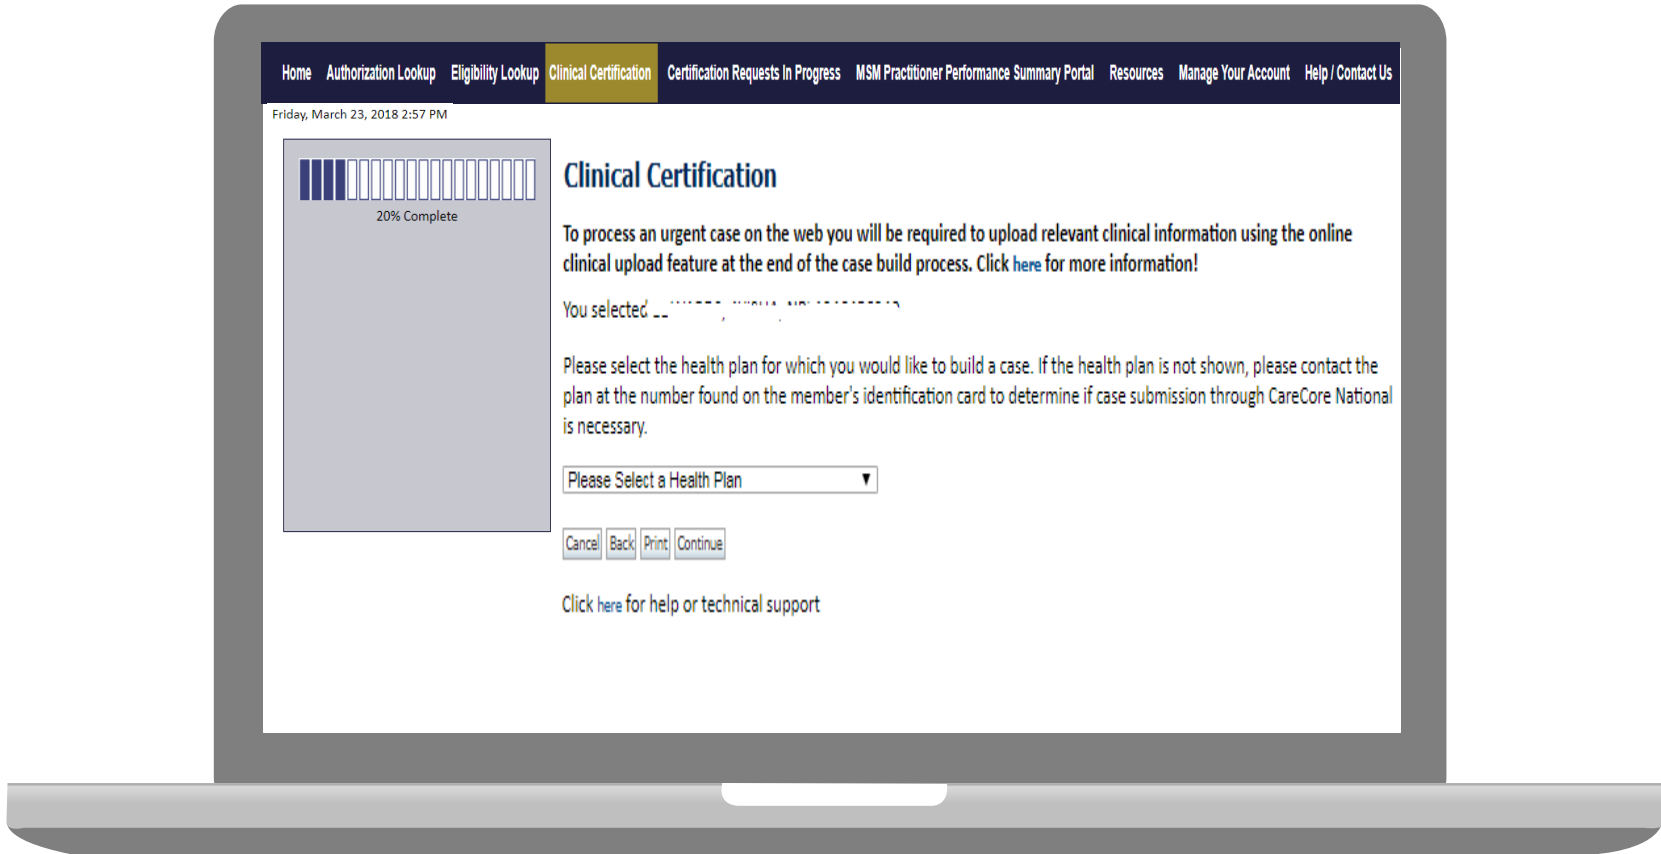 Home Authorization Lookup Eligibility Lookup Clinical Certification Certification Requests In Progress MSM Practitioner Performance Summary Portal Resources Manage Your Account Help / Contact Us
Friday, March 23, 2018 2:57 PM
20% Complete
Clinical Certification
To process an urgent case on the web you will be required to upload relevant clinical information using the online
clinical upload feature at the end of the case build process. Click here for more information!
You selected
Please select the health plan for which you would like to build a case. If the health plan is not shown, please contact the
plan at the number found on the member's identification card to determine if case submission through CareCore National
is necessary.
Please Select a Health Plan
Cancel Back Print Continue
Click here for help or technical support